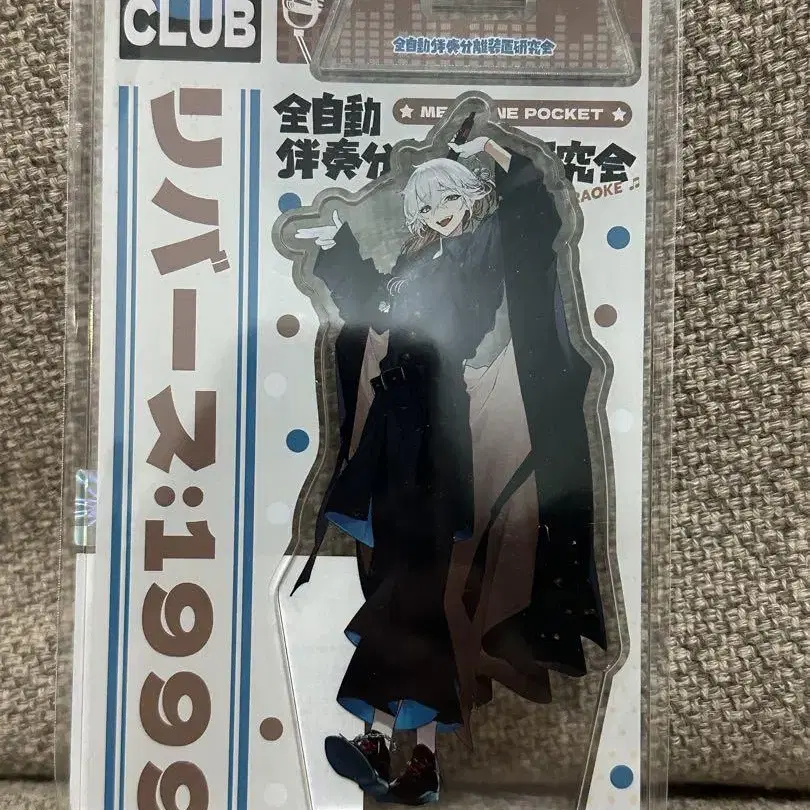 CLUB
全自動伴奏分離装置研究会
リバース:1999
全自動
★ ME NE POCKET ★
伴奏分 究会
RAOKE ♫